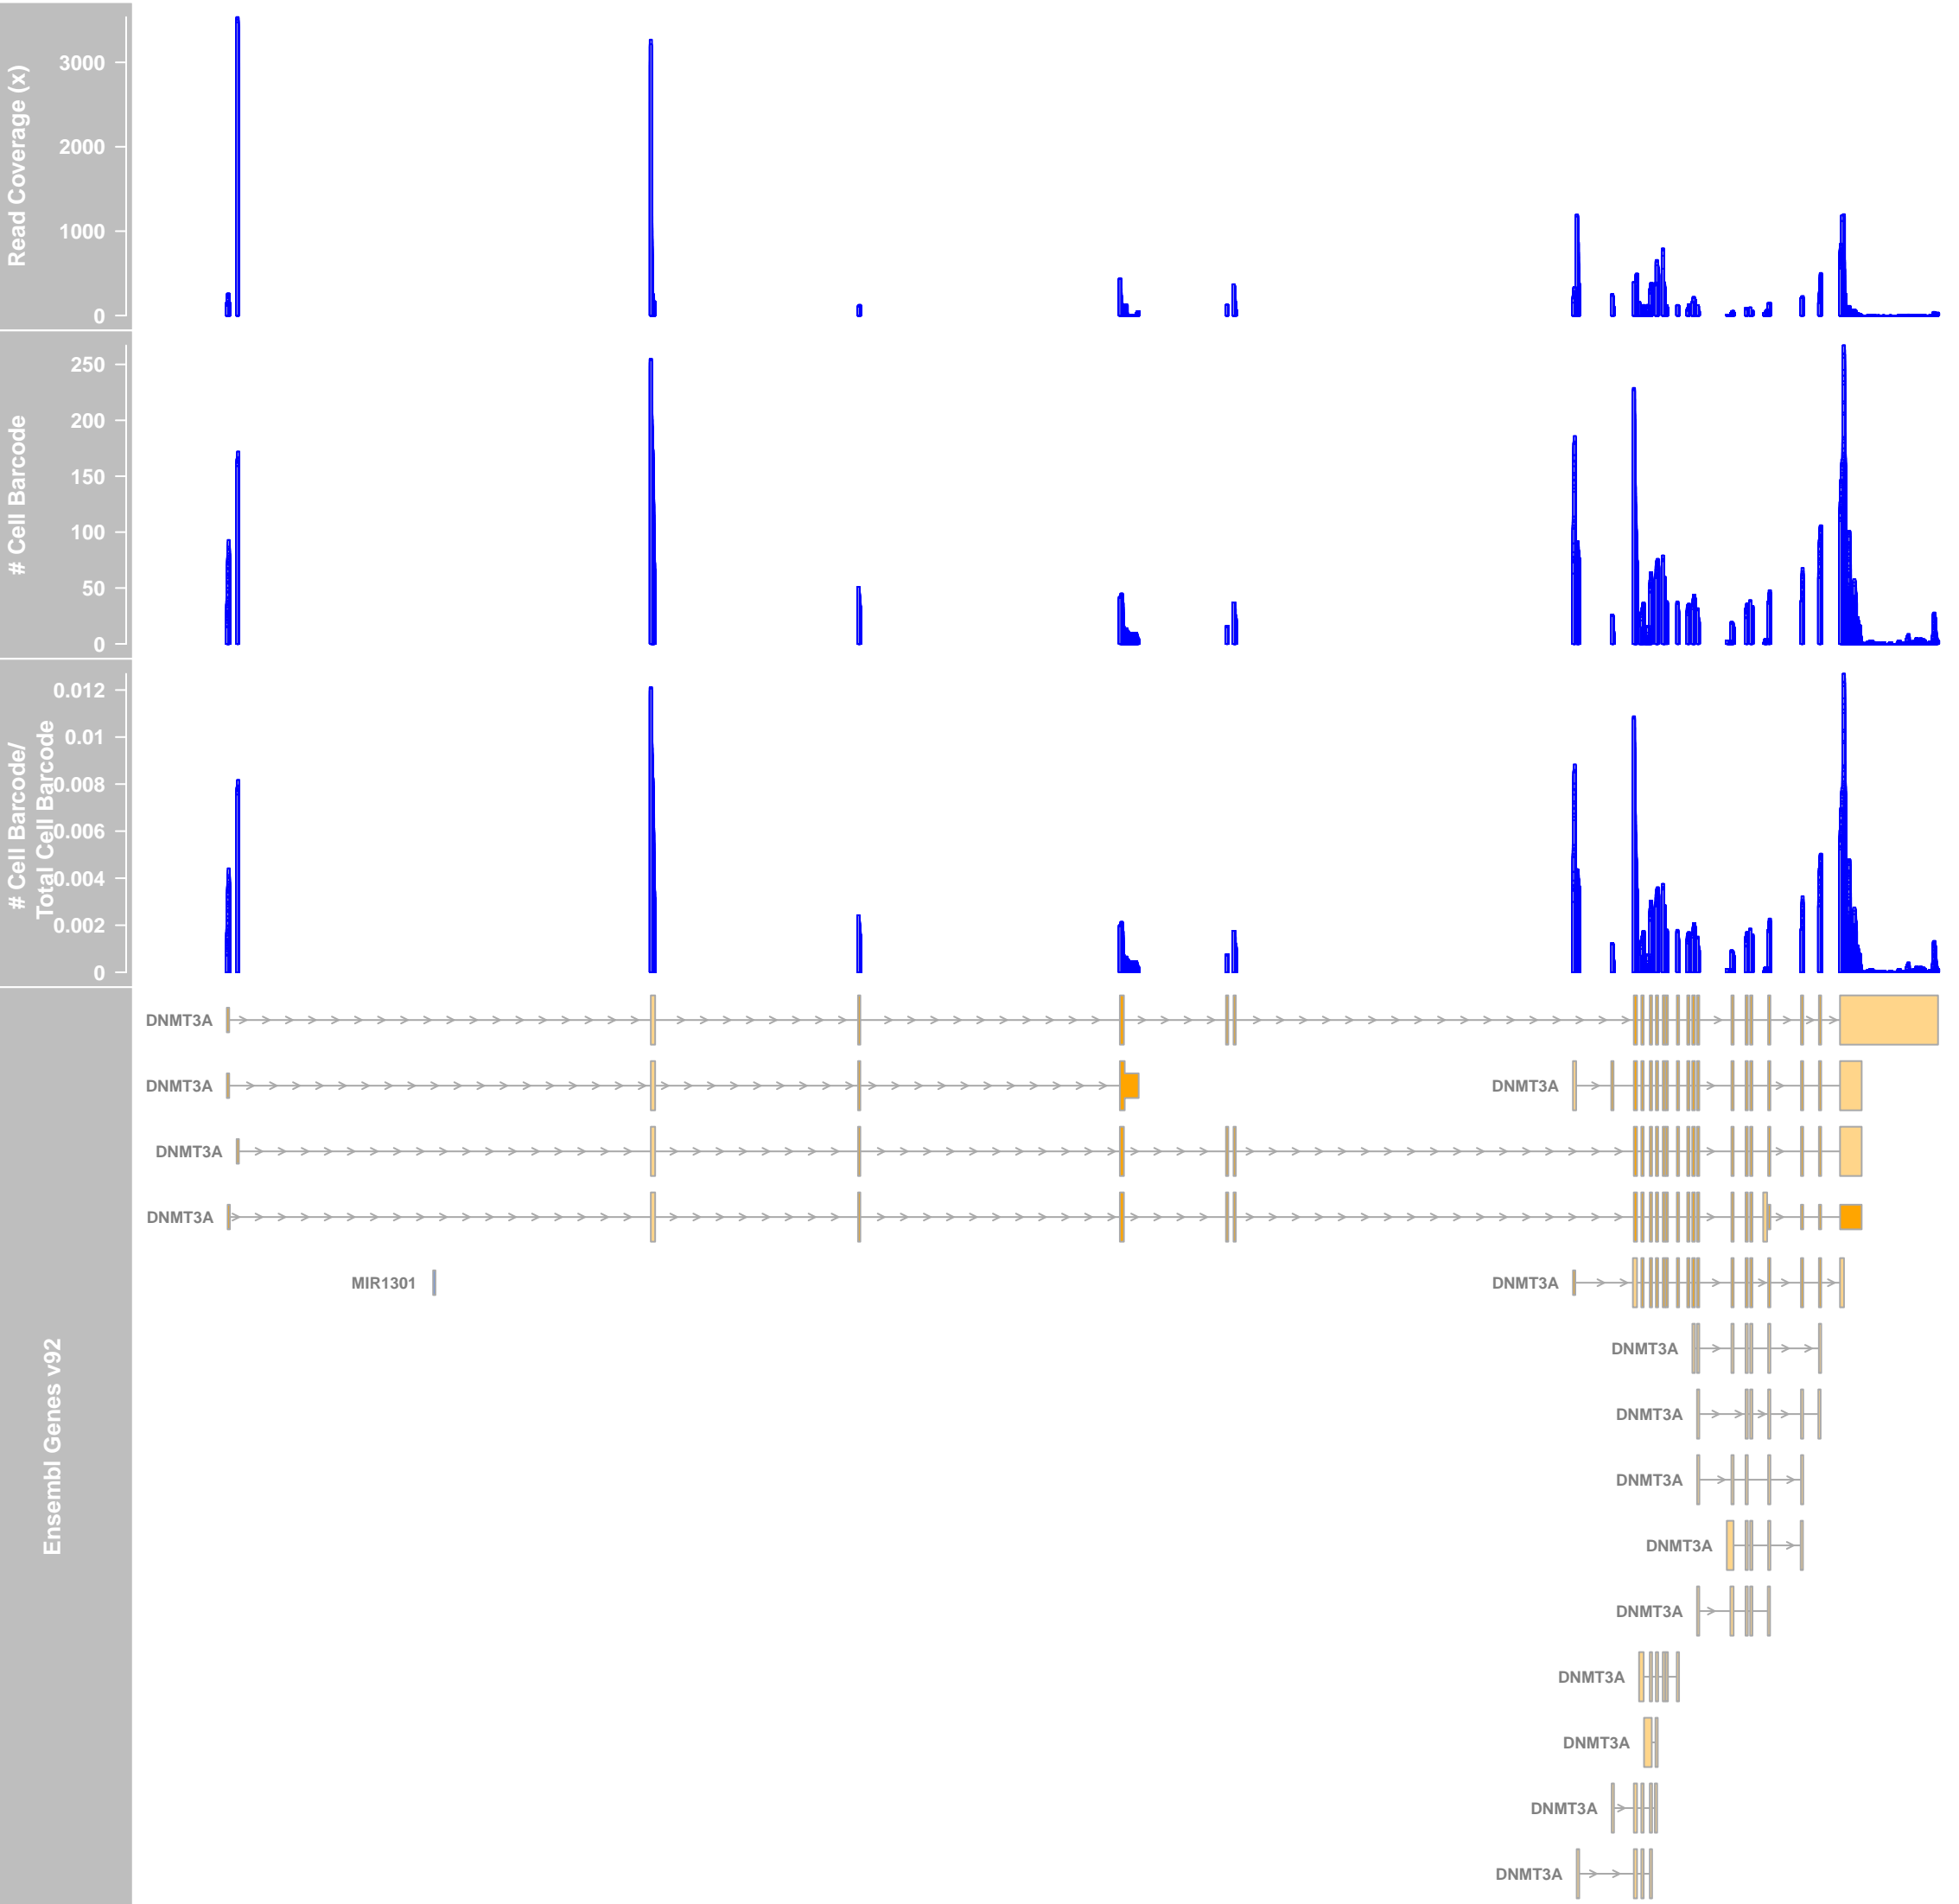 Read Coverage (x)
3000
2000
1000
0
# Cell Barcode
250
200
150
100
50
0
# Cell Barcode/
Total Cell Barcode
0.012
0.01
0.008
0.006
0.004
0.002
0
Ensembl Genes v92
DNMT3A
DNMT3A
DNMT3A
DNMT3A
DNMT3A
MIR1301
DNMT3A
DNMT3A
DNMT3A
DNMT3A
DNMT3A
DNMT3A
DNMT3A
DNMT3A
DNMT3A
DNMT3A